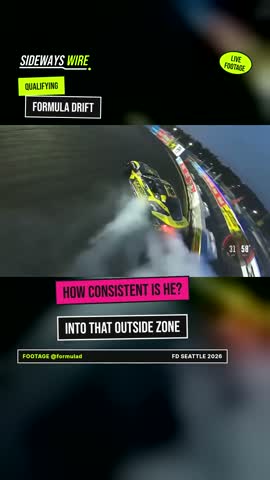 SIDEWAYS WIRE.
LIVE
FOOTAGE
QUALIFYING
FORMULA DRIFT
31 58°
HOW CONSISTENT IS HE?
INTO THAT OUTSIDE ZONE
FOOTAGE @formulad
FD SEATTLE 2026